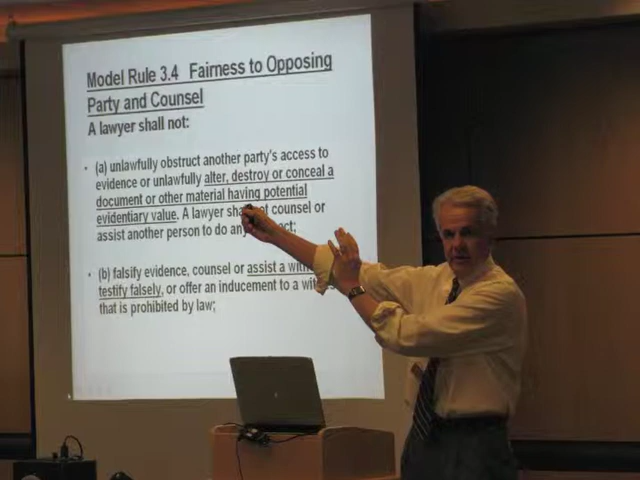 Model Rule 3.4 Fairness to Opposing
Party and Counsel
A lawyer shall not:
• (a) unlawfully obstruct another party's access to
evidence or unlawfully alter, destroy or conceal a
document or other material having potential
evidentiary value. A lawyer counsel or
assist another person to do
• (b) falsify evidence, counsel or assist a
testify falsely, or offer an inducement to a
that is prohibited by law;